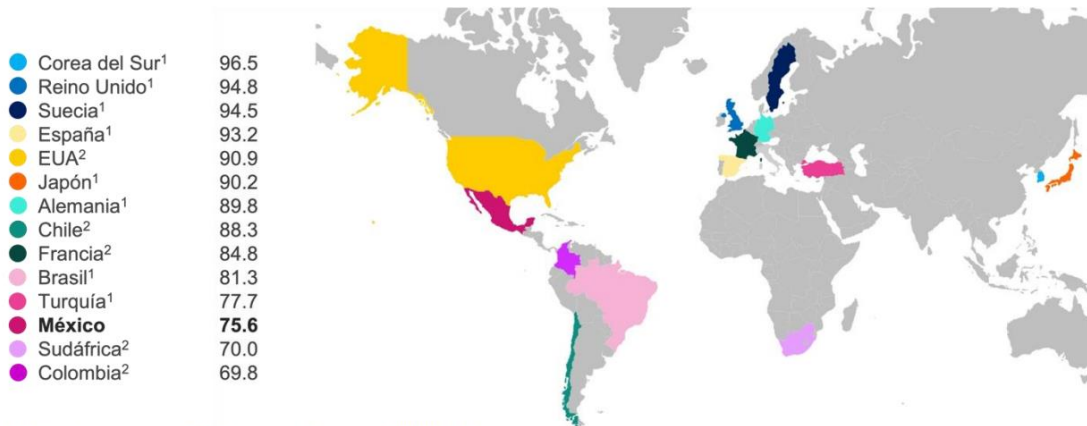 Corea del Sur¹ 96.5
Reino Unido¹ 94.8
Suecia¹ 94.5
España¹ 93.2
EUA² 90.9
Japón¹ 90.2
Alemania¹ 89.8
Chile² 88.3
Francia² 84.8
Brasil¹ 81.3
Turquía¹ 77.7
México 75.6
Sudáfrica² 70.0
Colombia² 69.8